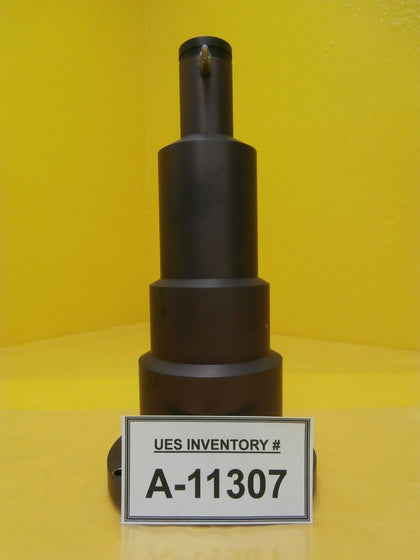 UES INVENTORY #
A-11307